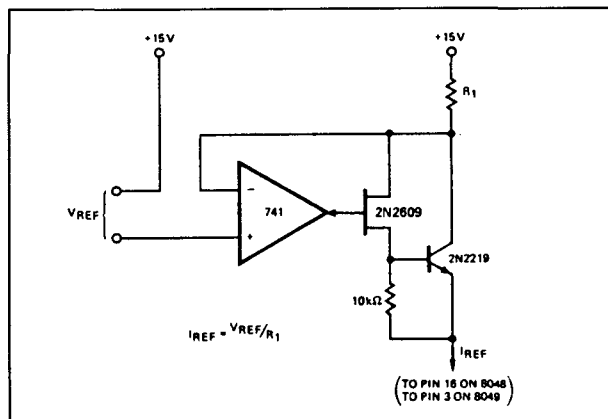 +15V
+15V
R1
−
741
+
2N2609
VREF
2N2219
10kΩ
IREF = VREF/R1
IREF
(TO PIN 16 ON 8048)
(TO PIN 3 ON 8049)